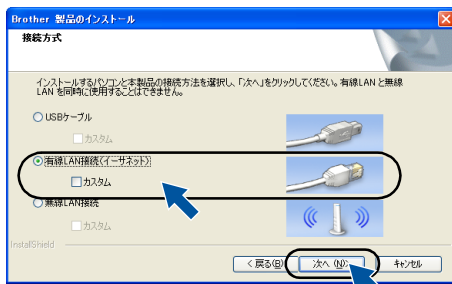 Brother 製品のインストール
接続方式
インストールするパソコンと本製品の接続方法を選択し、「次へ」をクリックしてください。有線LAN と無線
LAN を同時に使用することはできません。
USBケーブル
カスタム
有線LAN接続(イーサネット)
カスタム
無線LAN接続
カスタム
InstallShield
< 戻る(B)
次へ (N)>
キャンセル